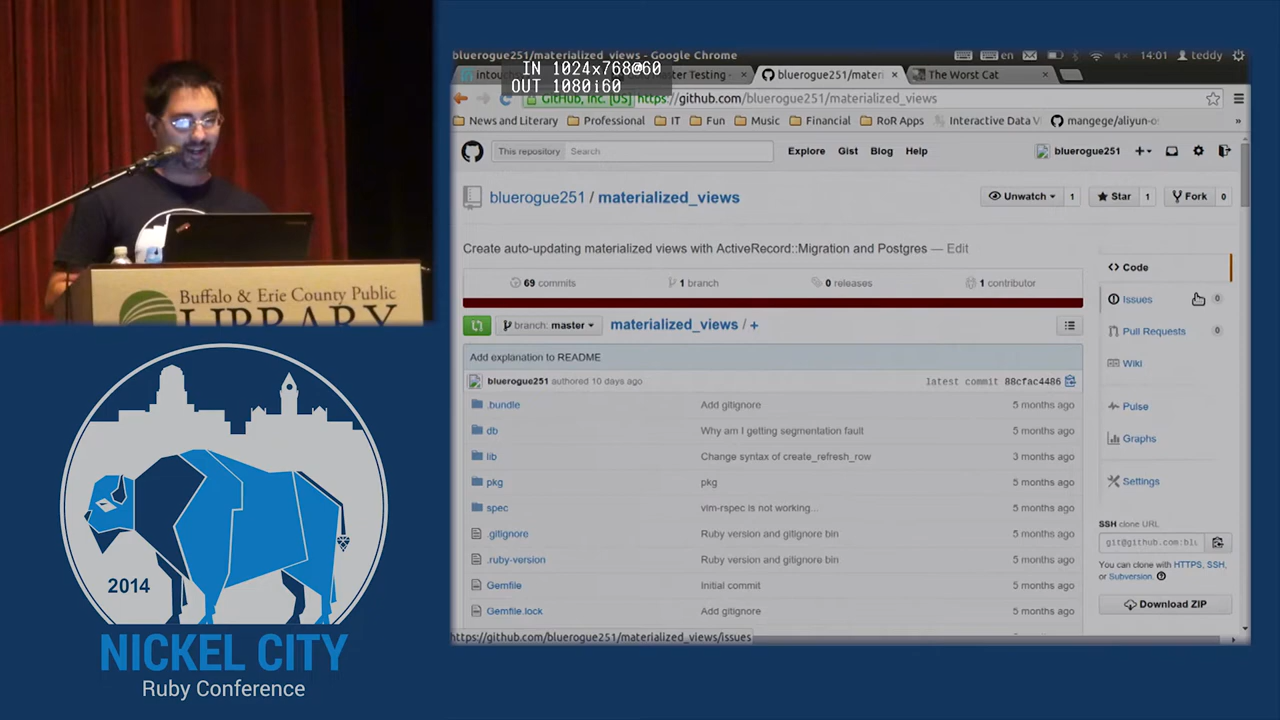 Buffalo & Erie County Public
LIBRARY
2014
NICKEL CITY
Ruby Conference
bluerogue251/materialized_views - Google Chrome
en
14:01
teddy
IN 1024x768@60
OUT 1080i60
intouch
ter Testing -
bluerogue251/mater
The Worst Cat
GitHub, Inc. [US] https://github.com/bluerogue251/materialized_views
News and Literary
Professional
IT
Fun
Music
Financial
RoR Apps
Interactive Data V
mangege/aliyun-o
»
This repository
Search
Explore
Gist
Blog
Help
bluerogue251
bluerogue251 / materialized_views
Unwatch
1
Star
1
Fork
0
Create auto-updating materialized views with ActiveRecord::Migration and Postgres — Edit
69 commits
1 branch
0 releases
1 contributor
branch: master
materialized_views / +
Add explanation to README
bluerogue251 authored 10 days ago
latest commit 88cfac4486
.bundle
Add gitignore
5 months ago
db
Why am I getting segmentation fault
5 months ago
lib
Change syntax of create_refresh_row
3 months ago
pkg
pkg
5 months ago
spec
vim-rspec is not working...
5 months ago
.gitignore
Ruby version and gitignore bin
5 months ago
.ruby-version
Ruby version and gitignore bin
5 months ago
Gemfile
Initial commit
5 months ago
Gemfile.lock
Add gitignore
5 months ago
Code
Issues
0
Pull Requests
0
Wiki
Pulse
Graphs
Settings
SSH clone URL
git@github.com:blu
You can clone with HTTPS, SSH,
or Subversion.
Download ZIP
https://github.com/bluerogue251/materialized_views/issues